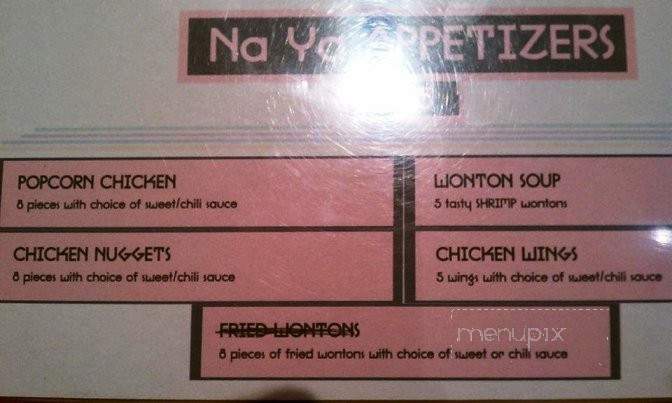 Na Ya APPETIZERS
POPCORN CHICKEN
8 pieces with choice of sweet/chili sauce
WONTON SOUP
5 tasty SHRIMP wontons
CHICKEN NUGGETS
8 pieces with choice of sweet/chili sauce
CHICKEN WINGS
5 wings with choice of sweet/chili sauce
FRIED WONTONS
8 pieces of fried wontons with choice of sweet or chili sauce
menupix